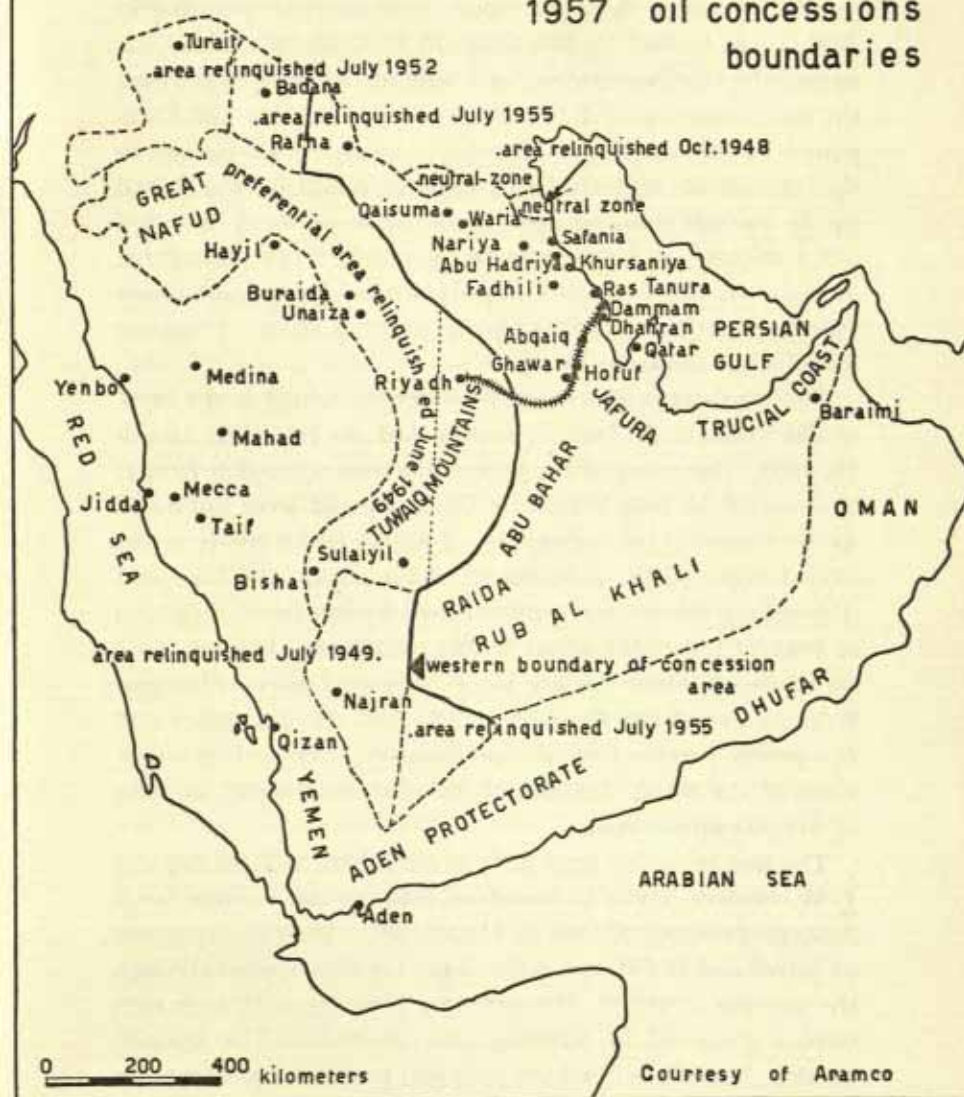 1957 oil concessions
boundaries
Turaif
.area relinquished July 1952
Badana
.area relinquished July 1955
Rafha
.area relinquished Oct. 1948
neutral zone
neutral zone
GREAT
NAFUD
preferential area relinquished June 1949
Qaisuma
Waria
Hayil
Nariya
Safania
Abu Hadriya
Khursaniya
Fadhili
Buraida
Unaiza
Ras Tanura
Dammam
Dhahran
Abqaiq
Qatar
PERSIAN
GULF
Ghawar
Hofuf
Yenbo
Medina
Riyadh
JAFURA
TRUCIAL COAST
Baraimi
RED SEA
Mahad
TUWAIQ MOUNTAINS
Jidda
Mecca
Taif
ABU BAHAR
OMAN
Sulaiyil
Bisha
RAIDA
RUB AL KHALI
area relinquished July 1949.
western boundary of concession
area
Najran
DHUFAR
.area relinquished July 1955
Qizan
YEMEN
ADEN PROTECTORATE
ARABIAN SEA
Aden
0 200 400 kilometers
Courtesy of Aramco